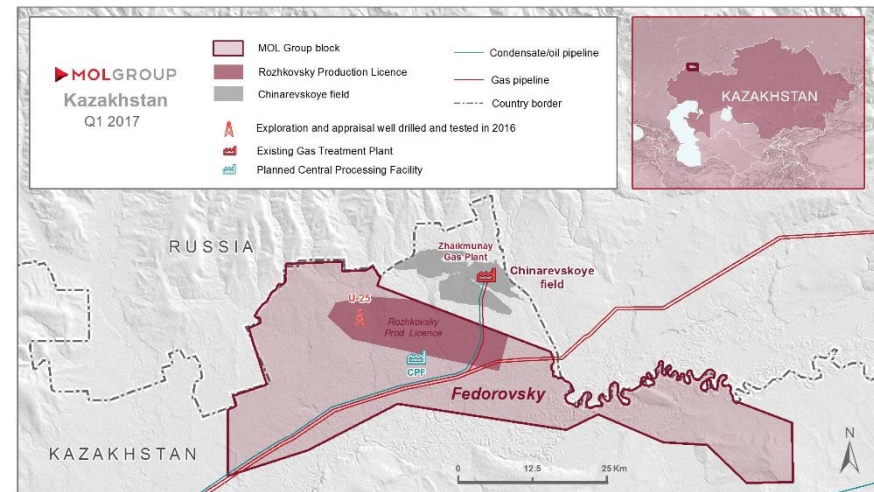 MOLGROUP
Kazakhstan
Q1 2017
MOL Group block
Rozhkovsky Production Licence
Chinarevskoye field
Condensate/oil pipeline
Gas pipeline
Country border
Exploration and appraisal well drilled and tested in 2016
Existing Gas Treatment Plant
Planned Central Processing Facility
KAZAKHSTAN
RUSSIA
Zhaikmunay
Gas Plant
Chinarevskoye
field
U-25
Rozhkovsky
Prod. Licence
CPF
Fedorovsky
KAZAKHSTAN
N
0 12.5 25 Km